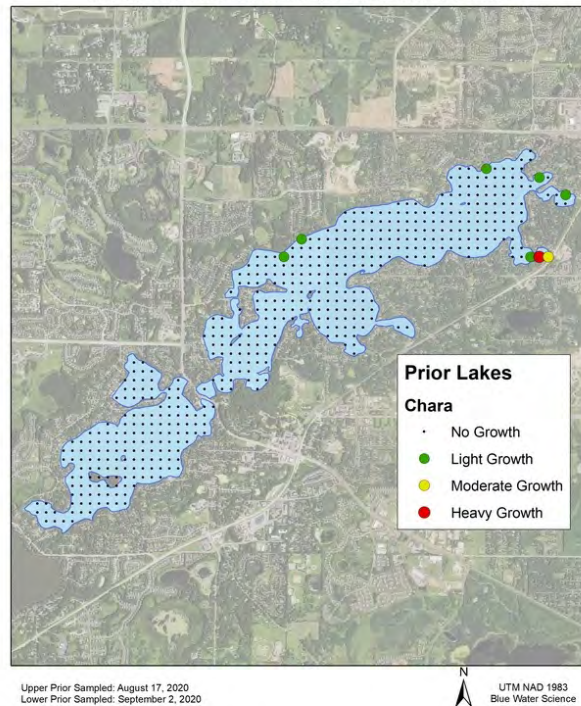 Prior Lakes
Chara
No Growth
Light Growth
Moderate Growth
Heavy Growth
Upper Prior Sampled: August 17, 2020
Lower Prior Sampled: September 2, 2020
N
UTM NAD 1983
Blue Water Science